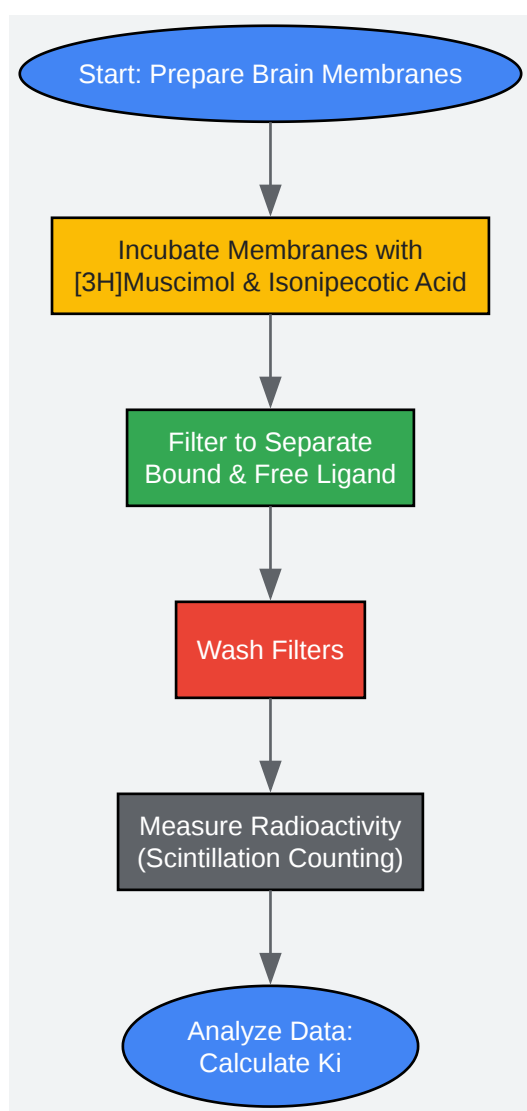 Start: Prepare Brain Membranes
Incubate Membranes with
[3H]Muscimol & Isonipecotic Acid
Filter to Separate
Bound & Free Ligand
Wash Filters
Measure Radioactivity
(Scintillation Counting)
Analyze Data:
Calculate Ki